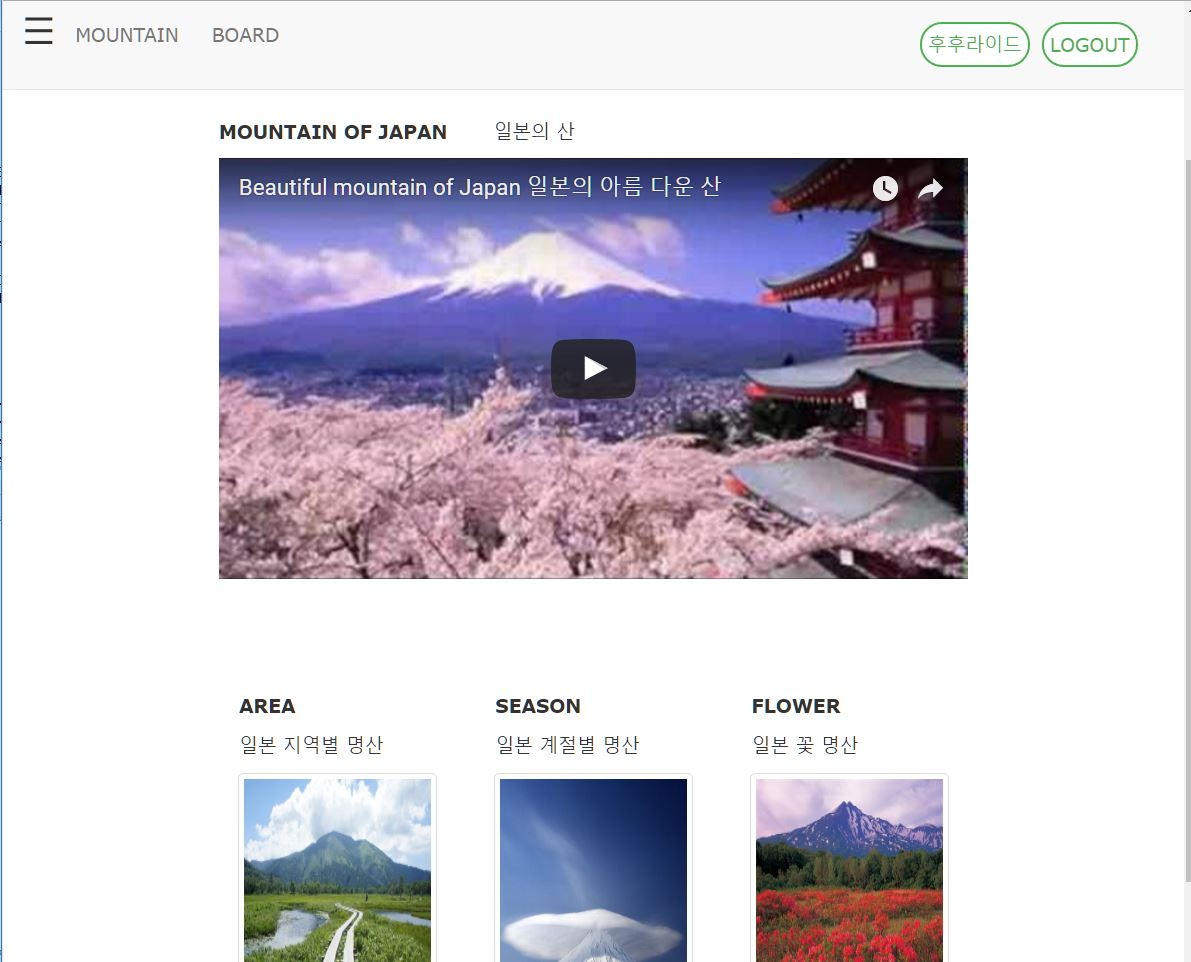 MOUNTAIN BOARD 후후라이드 LOGOUT
MOUNTAIN OF JAPAN 일본의 산
Beautiful mountain of Japan 일본의 아름 다운 산
AREA SEASON FLOWER
일본 지역별 명산 일본 계절별 명산 일본 꽃 명산